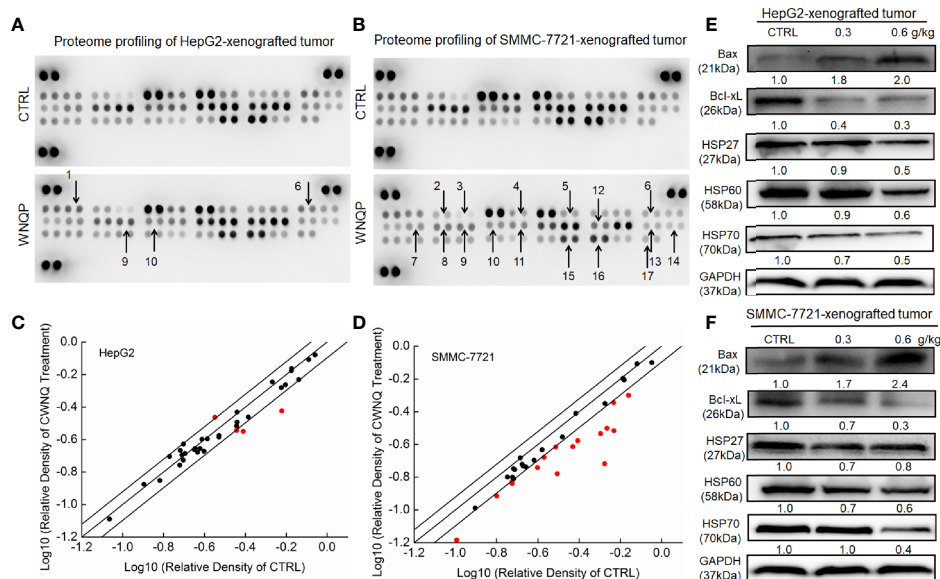 A
Proteome profiling of HepG2-xenografted tumor
CTRL
WNQP
1
6
9
10
B
Proteome profiling of SMMC-7721-xenografted tumor
CTRL
WNQP
2
3
4
5
12
6
7
8
9
10
11
15
16
17
13
14
C
HepG2
Log10 (Relative Density of CWNQ Treatment)
0.0
-0.2
-0.4
-0.6
-0.8
-1.0
-1.2
-1.2
-1.0
-0.8
-0.6
-0.4
-0.2
0.0
Log10 (Relative Density of CTRL)
D
SMMC-7721
Log10 (Relative Density of CWNQ Treatment)
0.0
-0.2
-0.4
-0.6
-0.8
-1.0
-1.2
-1.2
-1.0
-0.8
-0.6
-0.4
-0.2
0.0
Log10 (Relative Density of CTRL)
E
HepG2-xenografted tumor
CTRL 0.3 0.6 g/kg
Bax
(21kDa)
1.0 1.8 2.0
Bcl-xL
(26kDa)
1.0 0.4 0.3
HSP27
(27kDa)
1.0 0.9 0.5
HSP60
(58kDa)
1.0 0.9 0.6
HSP70
(70kDa)
1.0 0.7 0.5
GAPDH
(37kDa)
F
SMMC-7721-xenografted tumor
CTRL 0.3 0.6 g/kg
Bax
(21kDa)
1.0 1.7 2.4
Bcl-xL
(26kDa)
1.0 0.7 0.3
HSP27
(27kDa)
1.0 0.7 0.8
HSP60
(58kDa)
1.0 0.7 0.6
HSP70
(70kDa)
1.0 1.0 0.4
GAPDH
(37kDa)